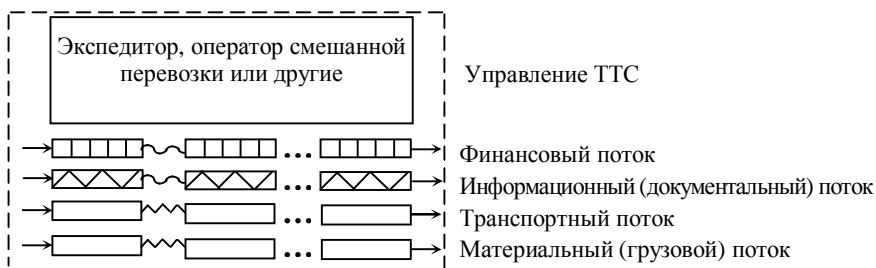 Экспедитор, оператор смешанной
перевозки или другие
Управление ТТС
Финансовый поток
Информационный (документальный) поток
Транспортный поток
Материальный (грузовой) поток